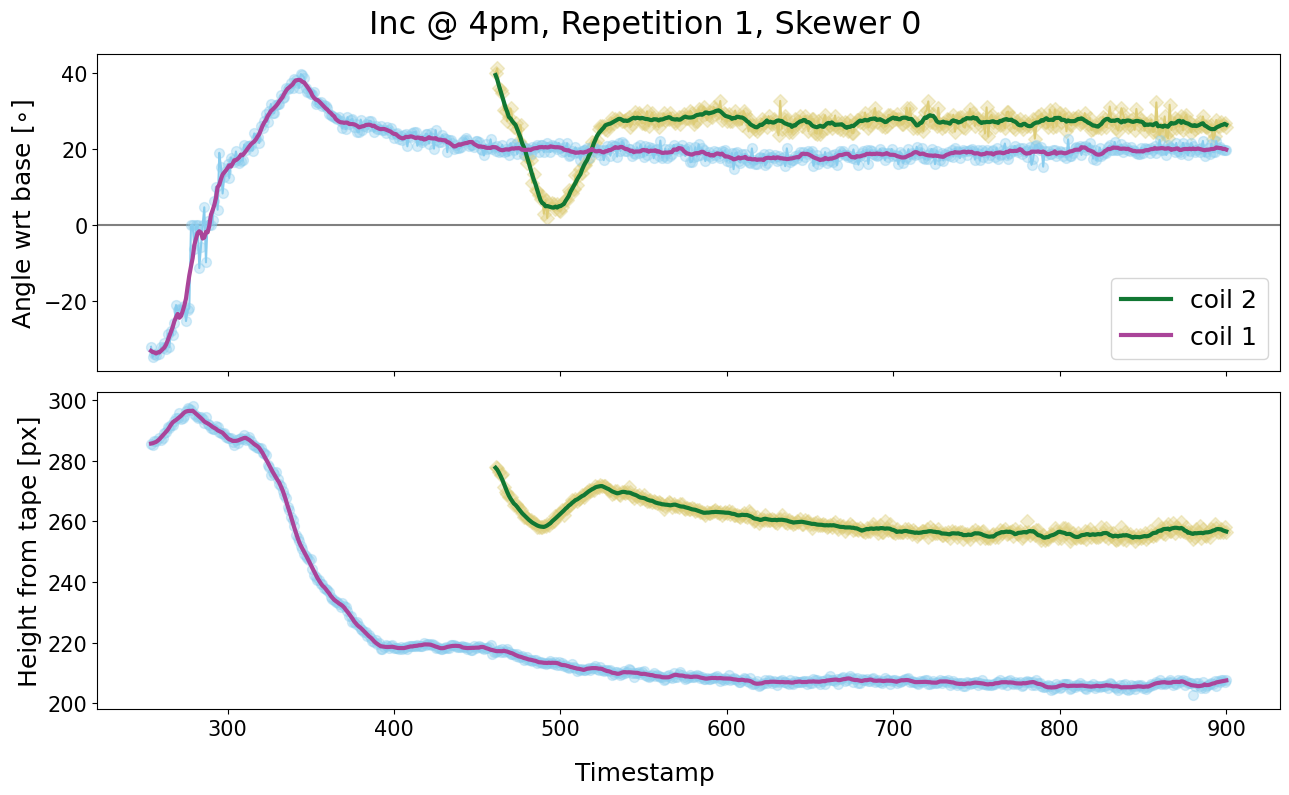 Inc @ 4pm, Repetition 1, Skewer 0
Angle wrt base [∘]
40
20
0
−20
coil 2
coil 1
Height from tape [px]
300
280
260
240
220
200
300 400 500 600 700 800 900
Timestamp